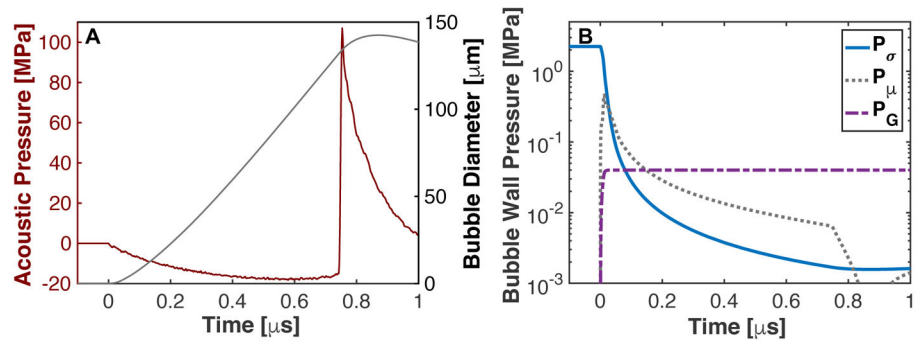 A
Acoustic Pressure [MPa]
100
80
60
40
20
0
-20
0
0.2
0.4
0.6
0.8
1
Time [μs]
150
100
50
0
Bubble Diameter [μm]
B
Bubble Wall Pressure [MPa]
10^0
10^-1
10^-2
10^-3
0
0.2
0.4
0.6
0.8
1
Time [μs]
P_σ
P_μ
P_G